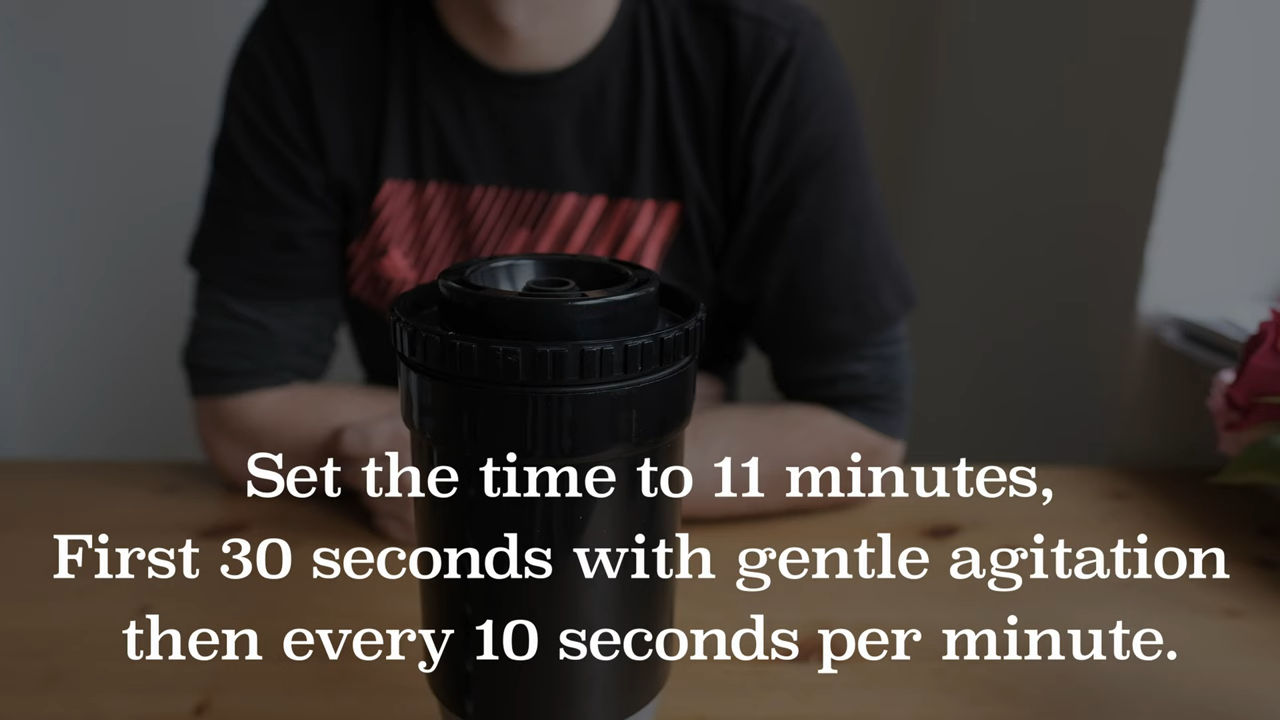 Set the time to 11 minutes,
First 30 seconds with gentle agitation
then every 10 seconds per minute.